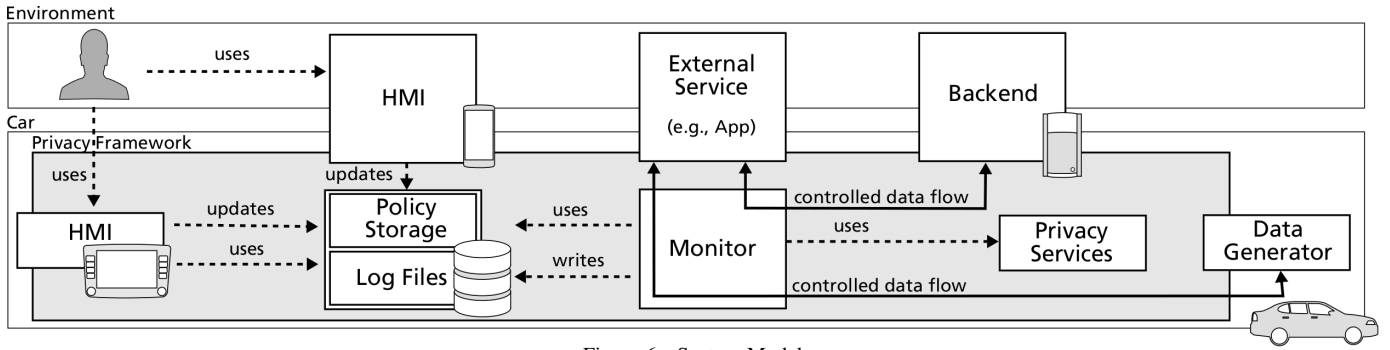 Environment
uses
HMI
External
Service
(e.g., App)
Backend
Car
Privacy Framework
uses
updates
controlled data flow
HMI
updates
uses
Policy
Storage
Log Files
uses
writes
Monitor
uses
Privacy
Services
Data
Generator
controlled data flow